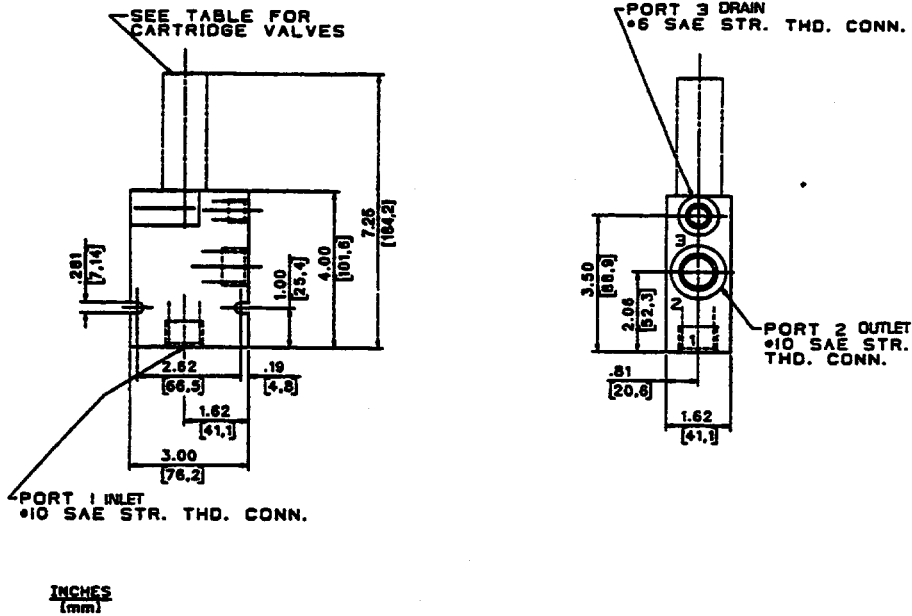 SEE TABLE FOR
CARTRIDGE VALVES
PORT 3 DRAIN
•6 SAE STR. THD. CONN.
.281
[7,14]
1.00
[25,4]
4.00
[101,6]
7.25
[184,2]
2.62
[66,5]
.19
[4,8]
1.62
[41,1]
3.00
[76,2]
PORT 1 INLET
•10 SAE STR. THD. CONN.
3
2
1
3.50
[88,9]
2.06
[52,3]
PORT 2 OUTLET
•10 SAE STR.
THD. CONN.
.81
[20,6]
1.62
[41,1]
INCHES
[mm]